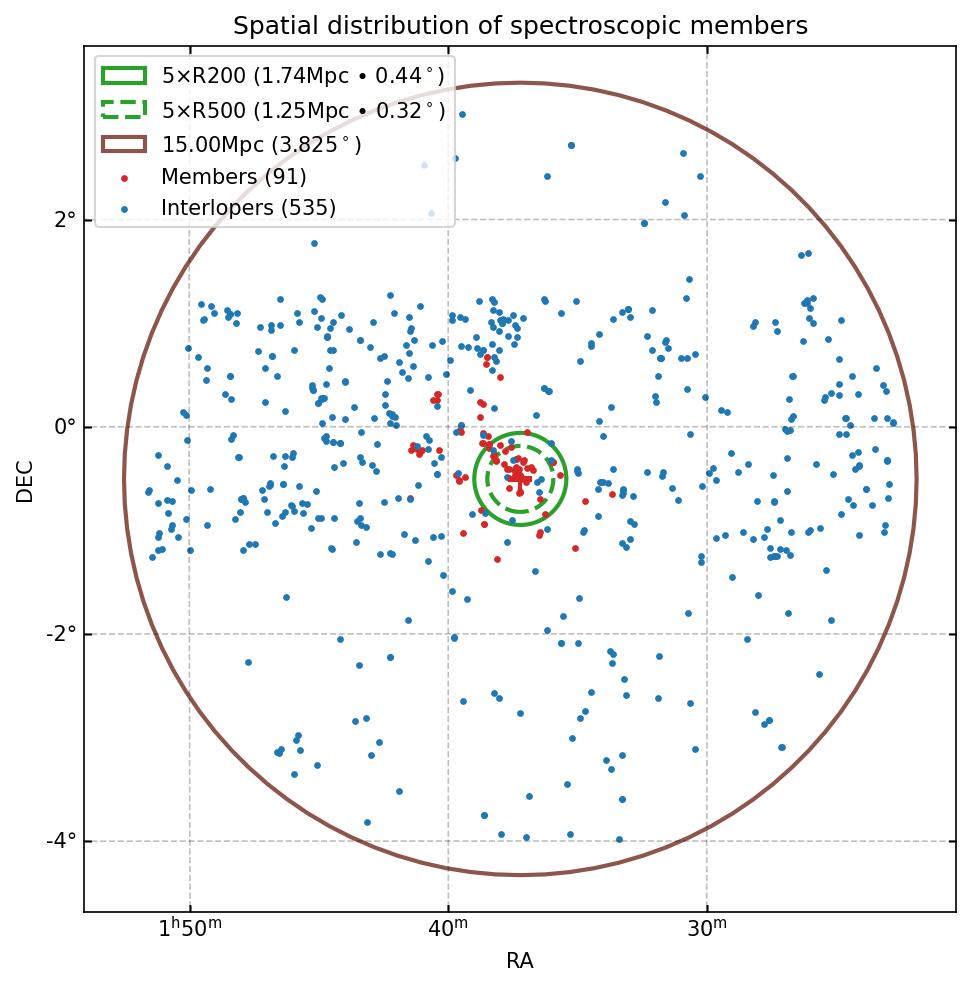 Spatial distribution of spectroscopic members
5×R200 (1.74Mpc • 0.44°)
5×R500 (1.25Mpc • 0.32°)
15.00Mpc (3.825°)
Members (91)
Interlopers (535)
2°
0°
-2°
-4°
DEC
1ʰ50ᵐ 40ᵐ 30ᵐ
RA